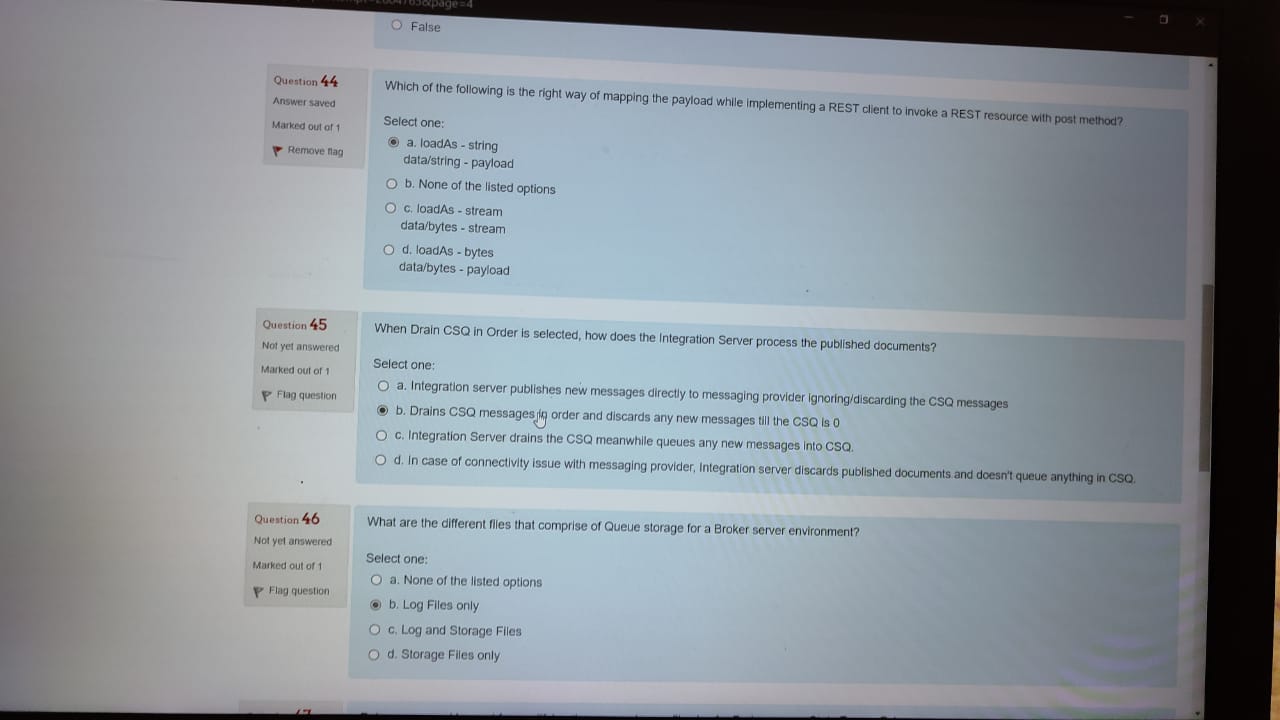 page=4
False
Question 44
Answer saved
Marked out of 1
Remove flag
Which of the following is the right way of mapping the payload while implementing a REST client to invoke a REST resource with post method?
Select one:
a. loadAs - string
data/string - payload
b. None of the listed options
c. loadAs - stream
data/bytes - stream
d. loadAs - bytes
data/bytes - payload
Question 45
Not yet answered
Marked out of 1
Flag question
When Drain CSQ in Order is selected, how does the Integration Server process the published documents?
Select one:
a. Integration server publishes new messages directly to messaging provider ignoring/discarding the CSQ messages
b. Drains CSQ messages in order and discards any new messages till the CSQ is 0
c. Integration Server drains the CSQ meanwhile queues any new messages into CSQ.
d. In case of connectivity issue with messaging provider, Integration server discards published documents and doesn't queue anything in CSQ.
Question 46
Not yet answered
Marked out of 1
Flag question
What are the different files that comprise of Queue storage for a Broker server environment?
Select one:
a. None of the listed options
b. Log Files only
c. Log and Storage Files
d. Storage Files only